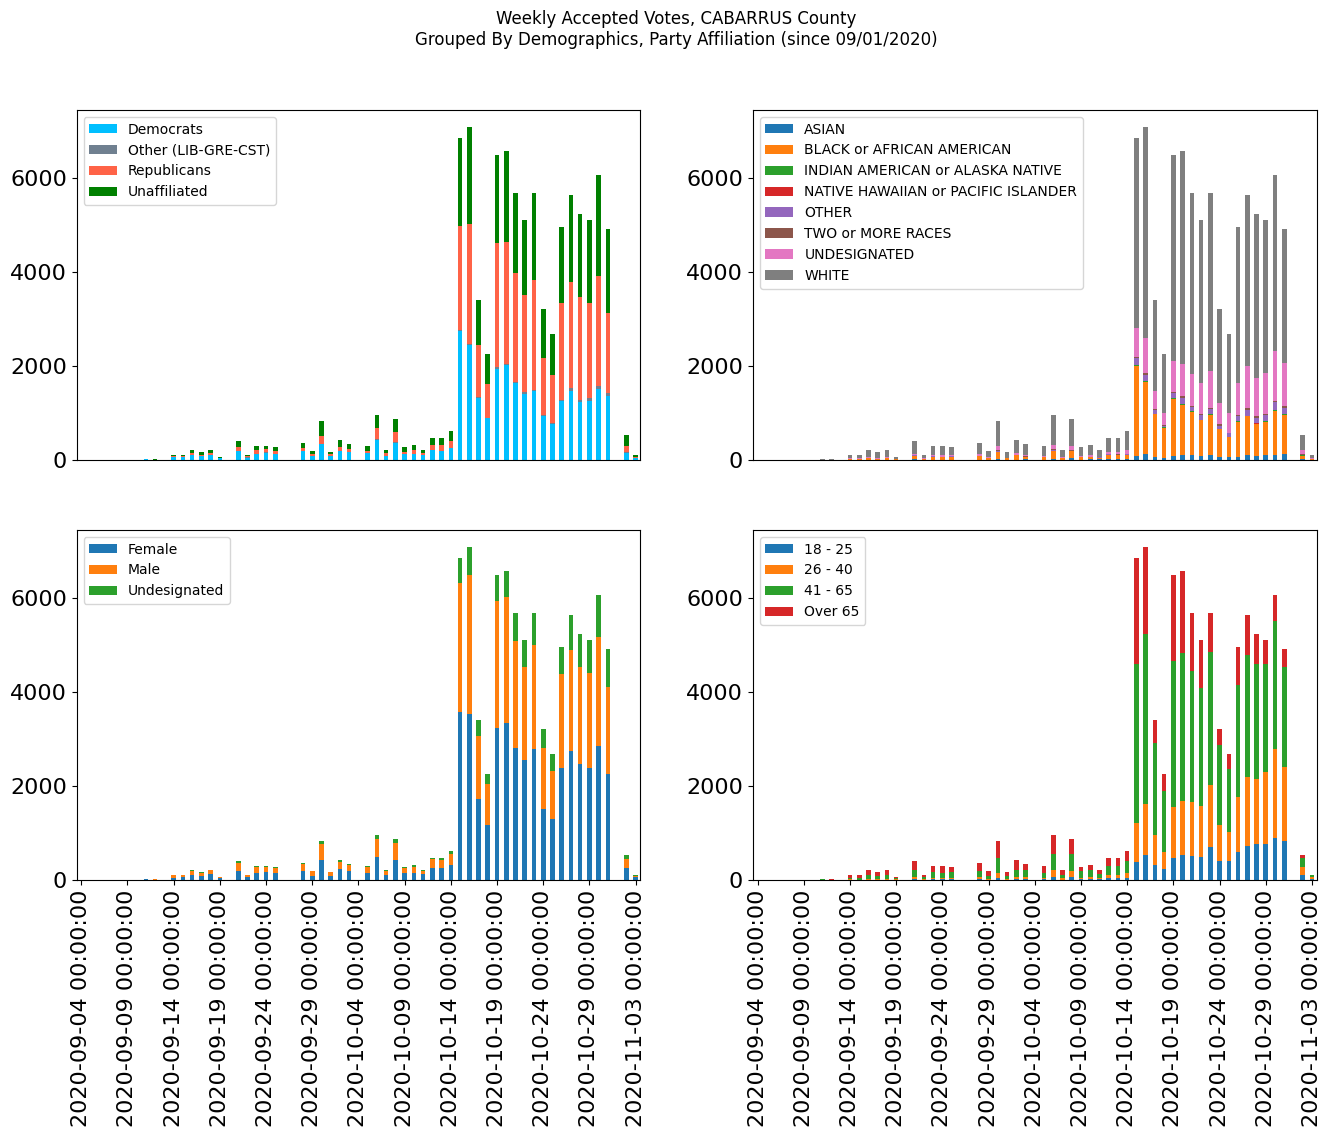 Weekly Accepted Votes, CABARRUS County
Grouped By Demographics, Party Affiliation (since 09/01/2020)
Democrats
Other (LIB-GRE-CST)
Republicans
Unaffiliated
6000
4000
2000
0
ASIAN
BLACK or AFRICAN AMERICAN
INDIAN AMERICAN or ALASKA NATIVE
NATIVE HAWAIIAN or PACIFIC ISLANDER
OTHER
TWO or MORE RACES
UNDESIGNATED
WHITE
6000
4000
2000
0
Female
Male
Undesignated
6000
4000
2000
0
2020-09-04 00:00:00
2020-09-09 00:00:00
2020-09-14 00:00:00
2020-09-19 00:00:00
2020-09-24 00:00:00
2020-09-29 00:00:00
2020-10-04 00:00:00
2020-10-09 00:00:00
2020-10-14 00:00:00
2020-10-19 00:00:00
2020-10-24 00:00:00
2020-10-29 00:00:00
2020-11-03 00:00:00
18 - 25
26 - 40
41 - 65
Over 65
6000
4000
2000
0
2020-09-04 00:00:00
2020-09-09 00:00:00
2020-09-14 00:00:00
2020-09-19 00:00:00
2020-09-24 00:00:00
2020-09-29 00:00:00
2020-10-04 00:00:00
2020-10-09 00:00:00
2020-10-14 00:00:00
2020-10-19 00:00:00
2020-10-24 00:00:00
2020-10-29 00:00:00
2020-11-03 00:00:00